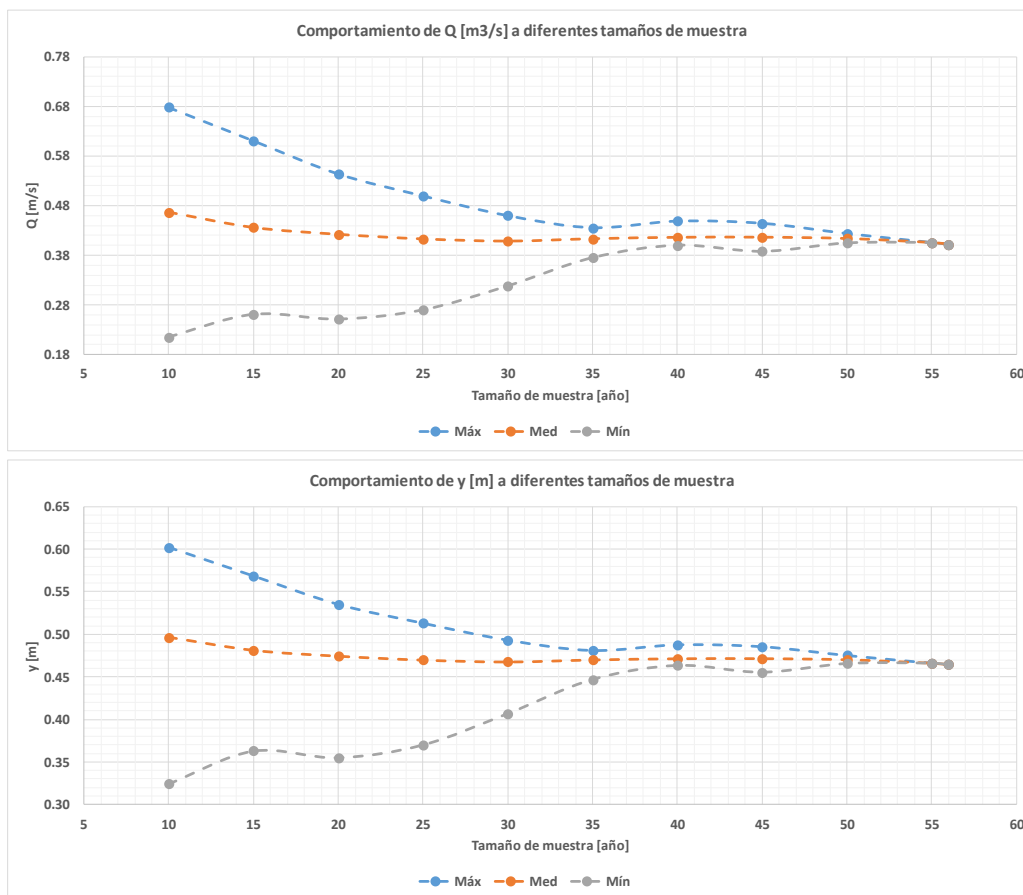 Comportamiento de Q [m3/s] a diferentes tamaños de muestra
0.78
0.68
0.58
0.48
0.38
0.28
0.18
Q [m/s]
5 10 15 20 25 30 35 40 45 50 55 60
Tamaño de muestra [año]
Máx Med Mín
Comportamiento de y [m] a diferentes tamaños de muestra
0.65
0.60
0.55
0.50
0.45
0.40
0.35
0.30
y [m]
5 10 15 20 25 30 35 40 45 50 55 60
Tamaño de muestra [año]
Máx Med Mín